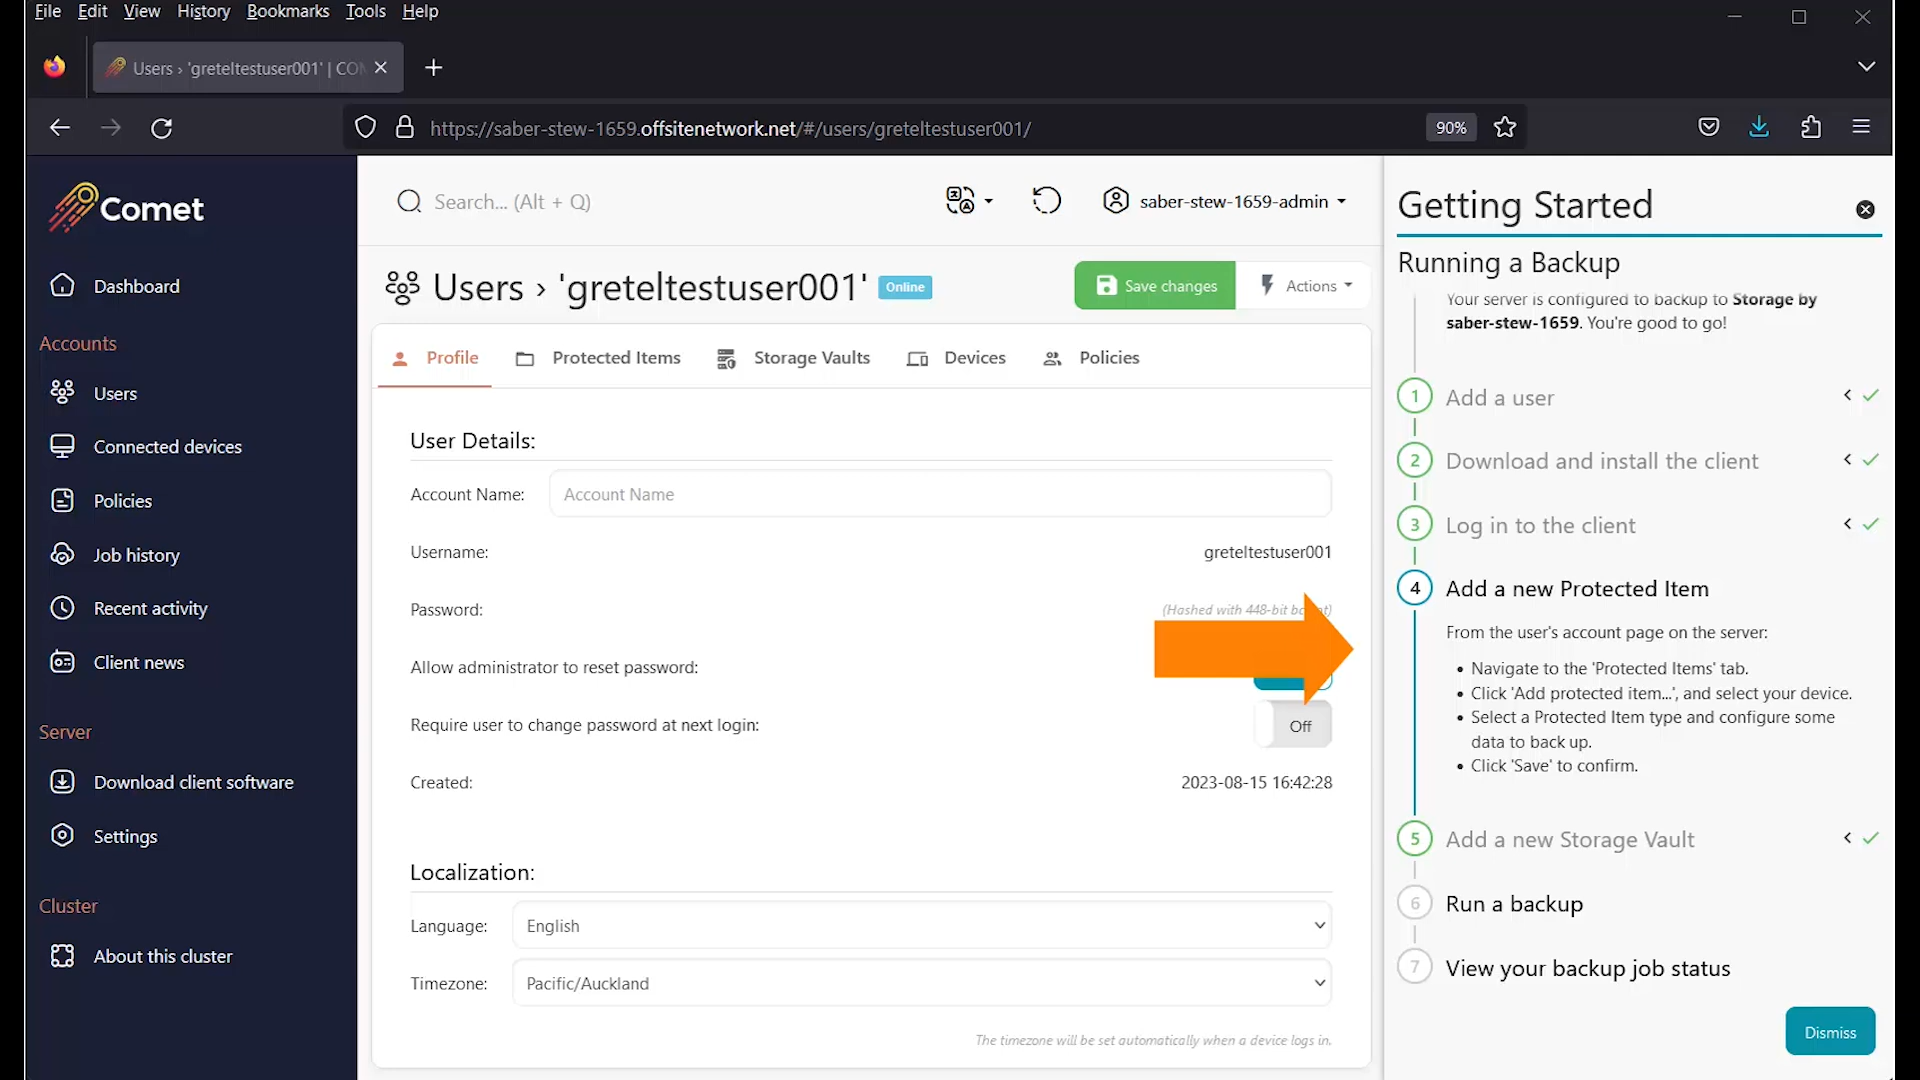 File Edit View History Bookmarks Tools Help
Users › 'greteltestuser001' | CO
https://saber-stew-1659.offsitenetwork.net/#/users/greteltestuser001/
90%
Comet
Search... (Alt + Q)
saber-stew-1659-admin
Dashboard
Accounts
Users
Connected devices
Policies
Job history
Recent activity
Client news
Server
Download client software
Settings
Cluster
About this cluster
Users › 'greteltestuser001' Online
Save changes
Actions
Profile
Protected Items
Storage Vaults
Devices
Policies
User Details:
Account Name: Account Name
Username: greteltestuser001
Password: (Hashed with 448-bit
Allow administrator to reset password:
Require user to change password at next login: Off
Created: 2023-08-15 16:42:28
Localization:
Language: English
Timezone: Pacific/Auckland
The timezone will be set automatically when a device logs in.
Getting Started
Running a Backup
Your server is configured to backup to Storage by
saber-stew-1659. You're good to go!
1 Add a user
2 Download and install the client
3 Log in to the client
4 Add a new Protected Item
From the user's account page on the server:
• Navigate to the 'Protected Items' tab.
• Click 'Add protected item...', and select your device.
• Select a Protected Item type and configure some
data to back up.
• Click 'Save' to confirm.
5 Add a new Storage Vault
6 Run a backup
7 View your backup job status
Dismiss